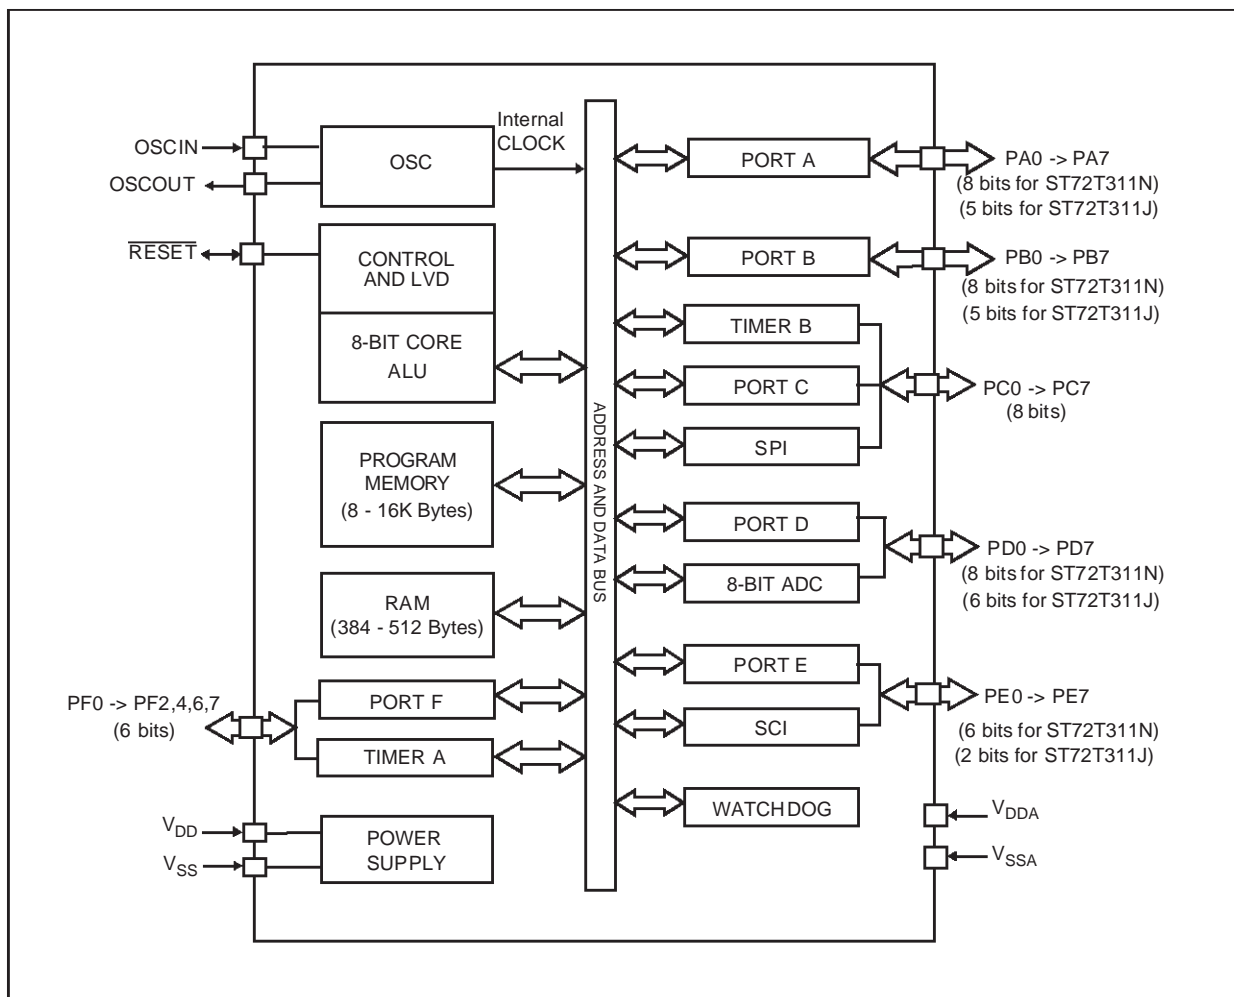 OSCIN
OSCOUT
RESET
OSC
Internal
CLOCK
CONTROL
AND LVD
8-BIT CORE
ALU
PROGRAM
MEMORY
(8 - 16K Bytes)
RAM
(384 - 512 Bytes)
PF0 -> PF2,4,6,7
(6 bits)
PORT F
TIMER A
VDD
VSS
POWER
SUPPLY
ADDRESS AND DATA BUS
PORT A
PA0 -> PA7
(8 bits for ST72T311N)
(5 bits for ST72T311J)
PORT B
PB0 -> PB7
(8 bits for ST72T311N)
(5 bits for ST72T311J)
TIMER B
PORT C
SPI
PC0 -> PC7
(8 bits)
PORT D
8-BIT ADC
PD0 -> PD7
(8 bits for ST72T311N)
(6 bits for ST72T311J)
PORT E
SCI
PE0 -> PE7
(6 bits for ST72T311N)
(2 bits for ST72T311J)
WATCHDOG
VDDA
VSSA